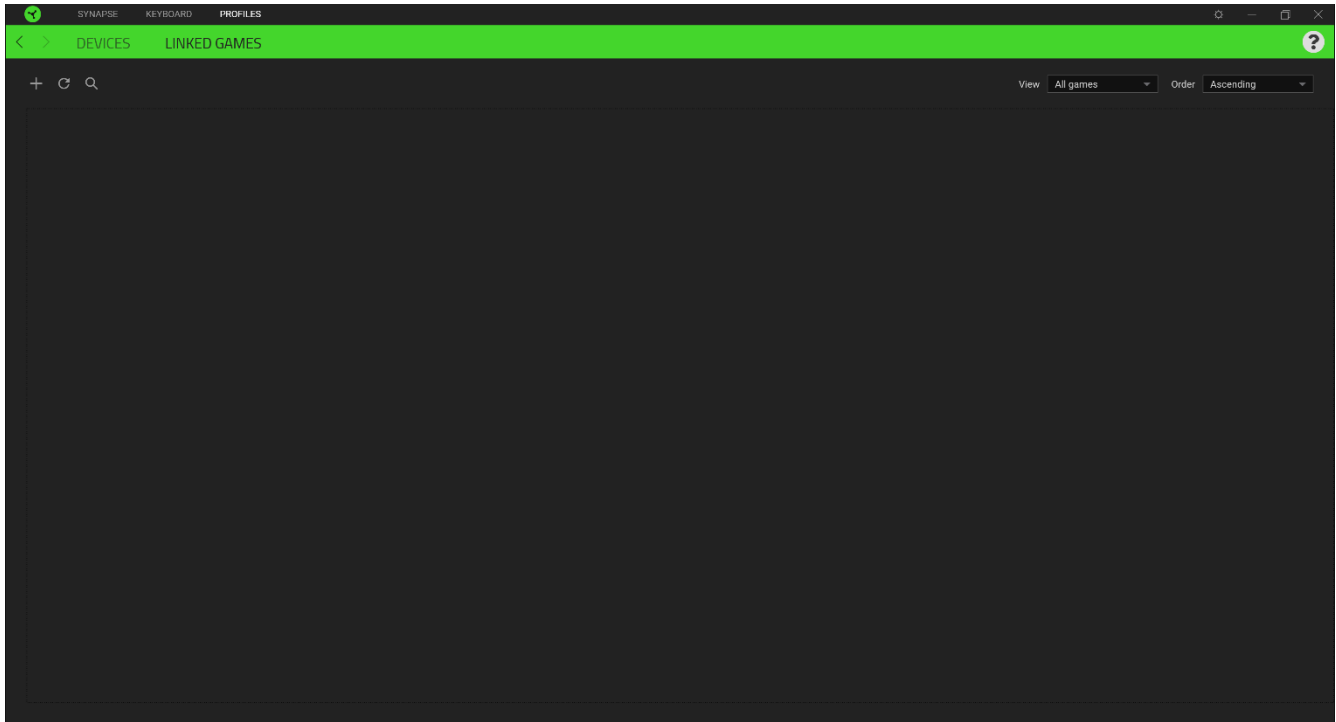 SYNAPSE KEYBOARD PROFILES
DEVICES LINKED GAMES ?
View All games Order Ascending